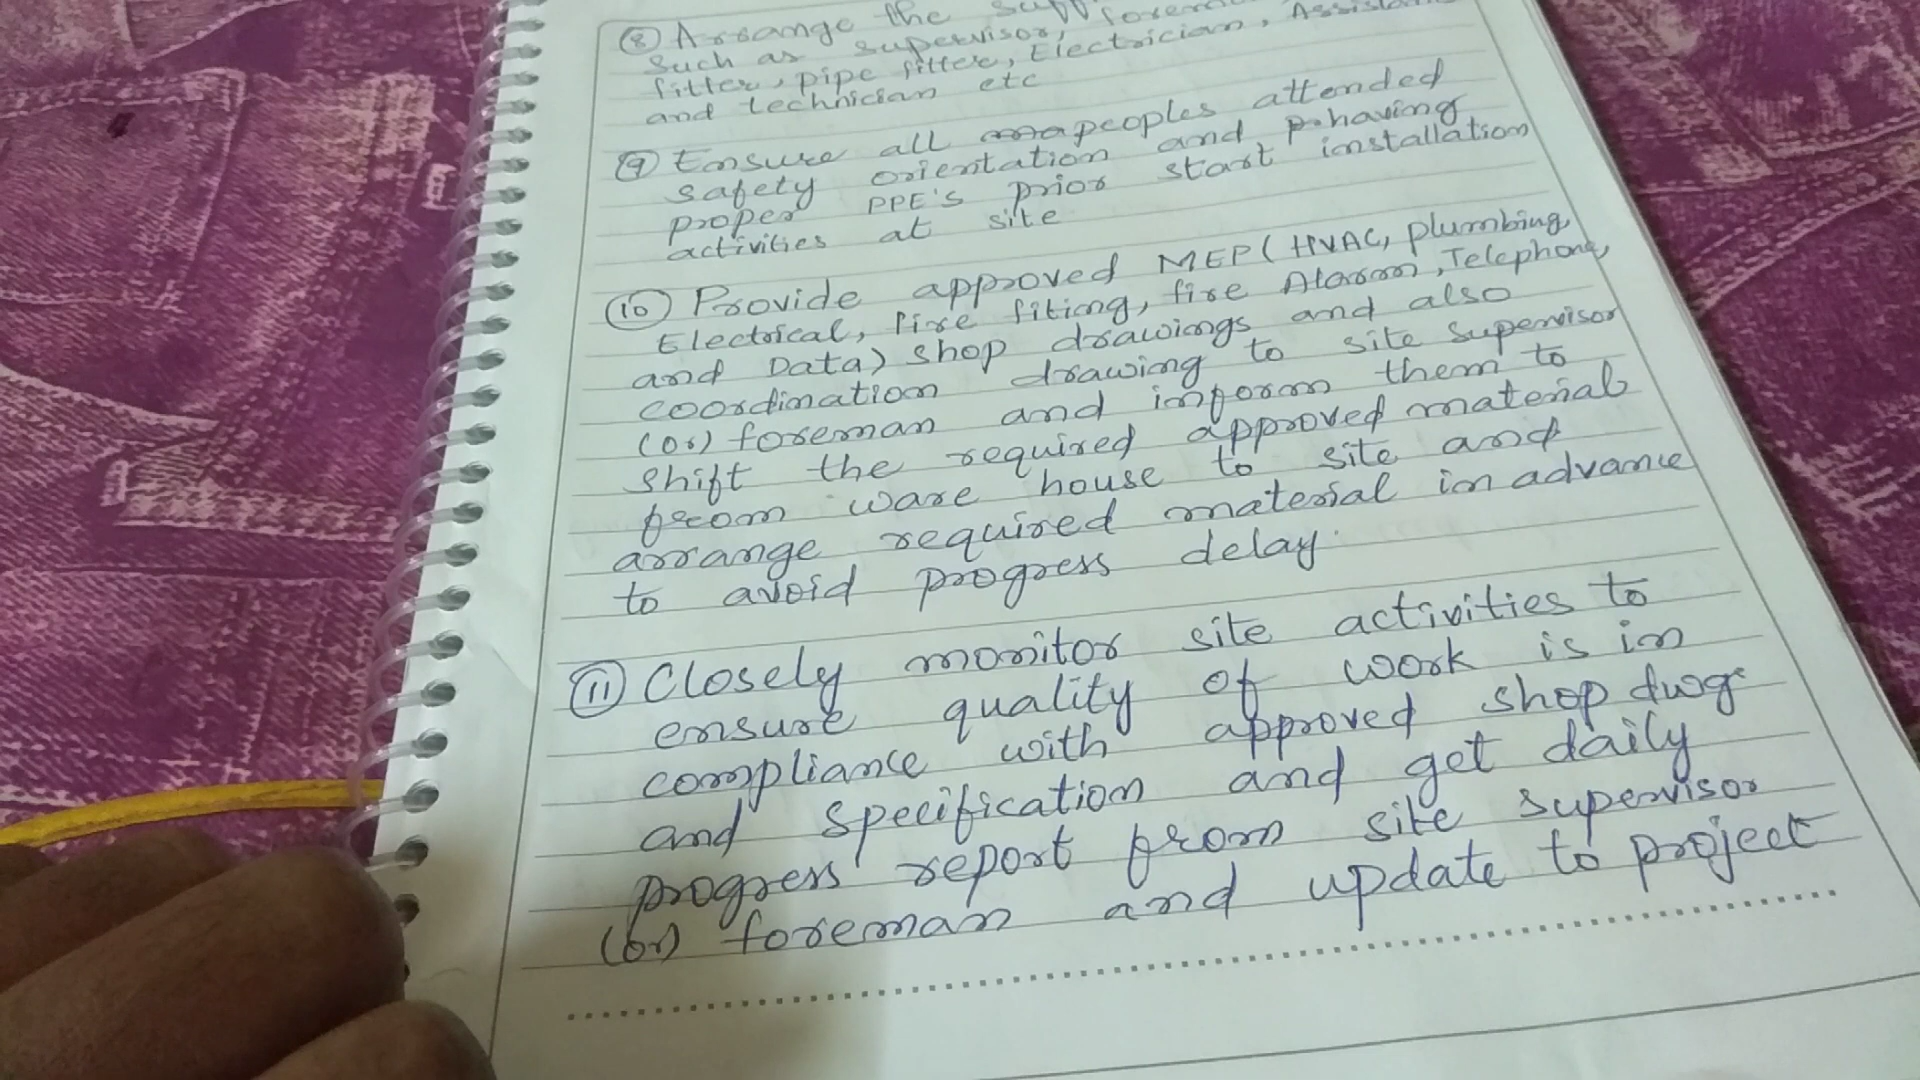 ⑧ Arrange the
such as supervisor, 
fitter, pipe fitter, Electrician,
and technician etc
⑨ Ensure all peoples attended
safety orientation and having
proper PPE's prior start installation
activities at site
⑩ Provide approved MEP (HVAC, plumbing,
Electrical, fire fiting, fire Alarm, Telephone,
and Data) shop drawings and also
coordination drawing to site supervisor
(or) foreman and inform them to
shift the required approved material
from ware house to site and
arrange required material in advance
to avoid progress delay.
⑪ Closely monitor site activities to
ensure quality of work is in
compliance with approved shop dwgs
and specification and get daily
progress report from site supervisor
(or) foreman and update to project